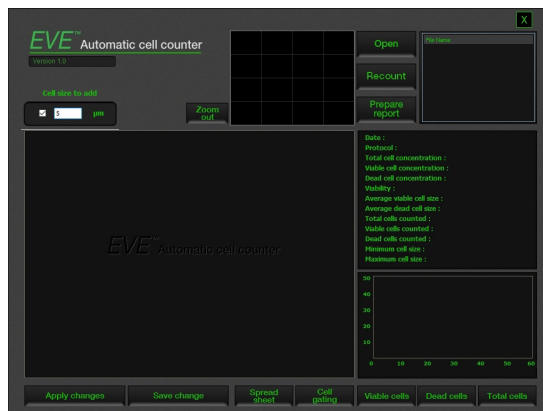 X
EVE™ Automatic cell counter
Version 1.0
Cell size to add
5 µm
Zoom
out
Open
Recount
Prepare
report
File Name
Date :
Protocol :
Total cell concentration :
Viable cell concentration :
Dead cell concentration :
Viability :
Average viable cell size :
Average dead cell size :
Total cells counted :
Viable cells counted :
Dead cells counted :
Minimum cell size :
Maximum cell size :
EVE™ Automatic cell counter
50
40
30
20
10
0 10 20 30 40 50 60
Apply changes
Save change
Spread
sheet
Cell
gating
Viable cells
Dead cells
Total cells